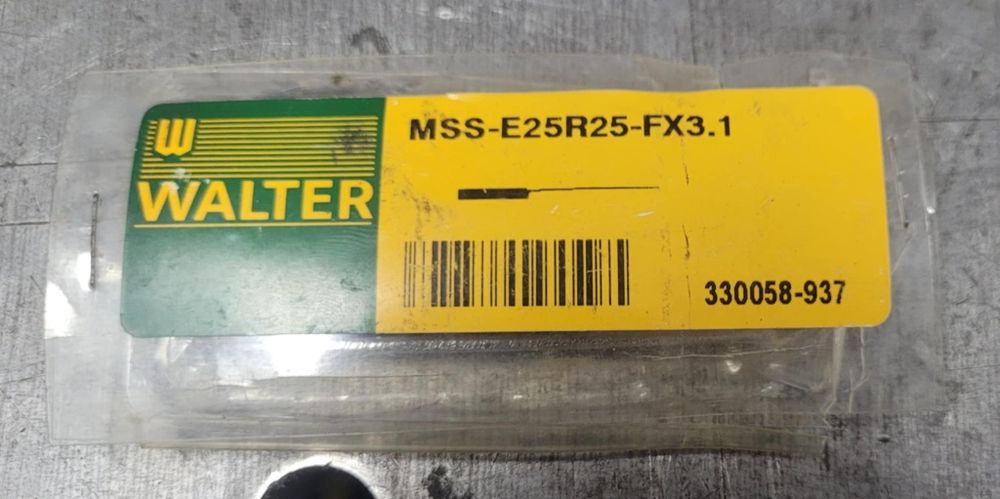 W
WALTER
MSS-E25R25-FX3.1
330058-937